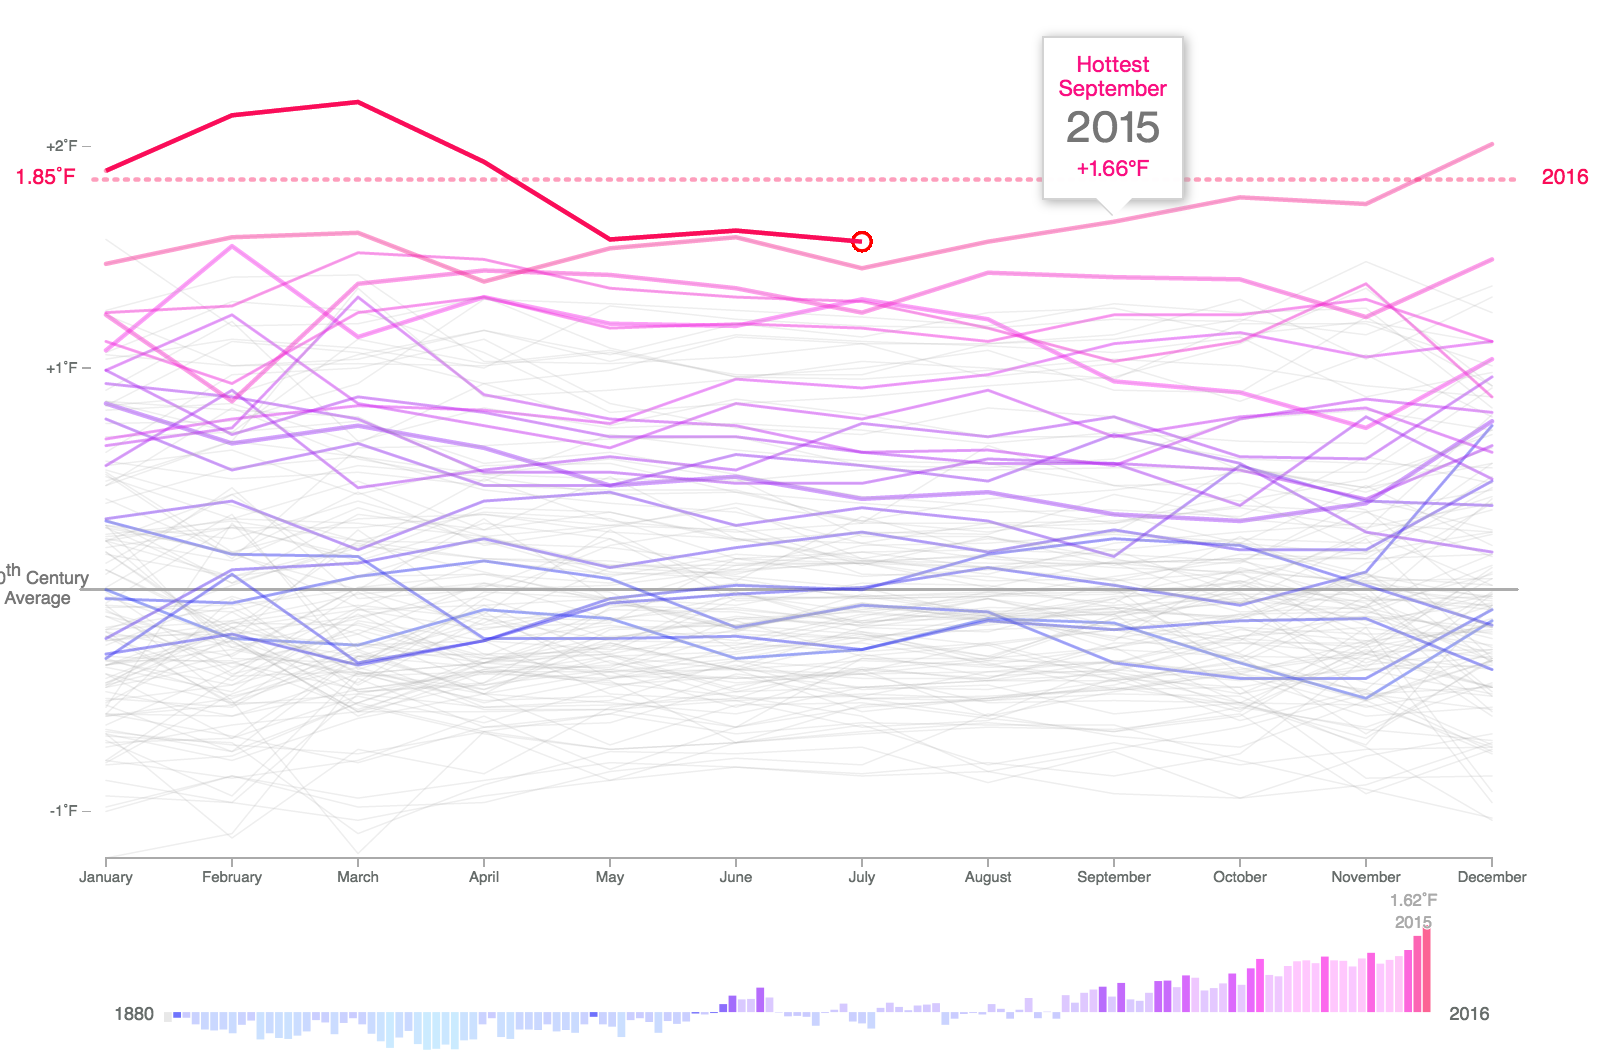 Hottest
September
2015
+1.66°F
+2°F
1.85°F
2016
+1°F
0th Century
Average
-1°F
January February March April May June July August September October November December
1.62°F
2015
1880
2016